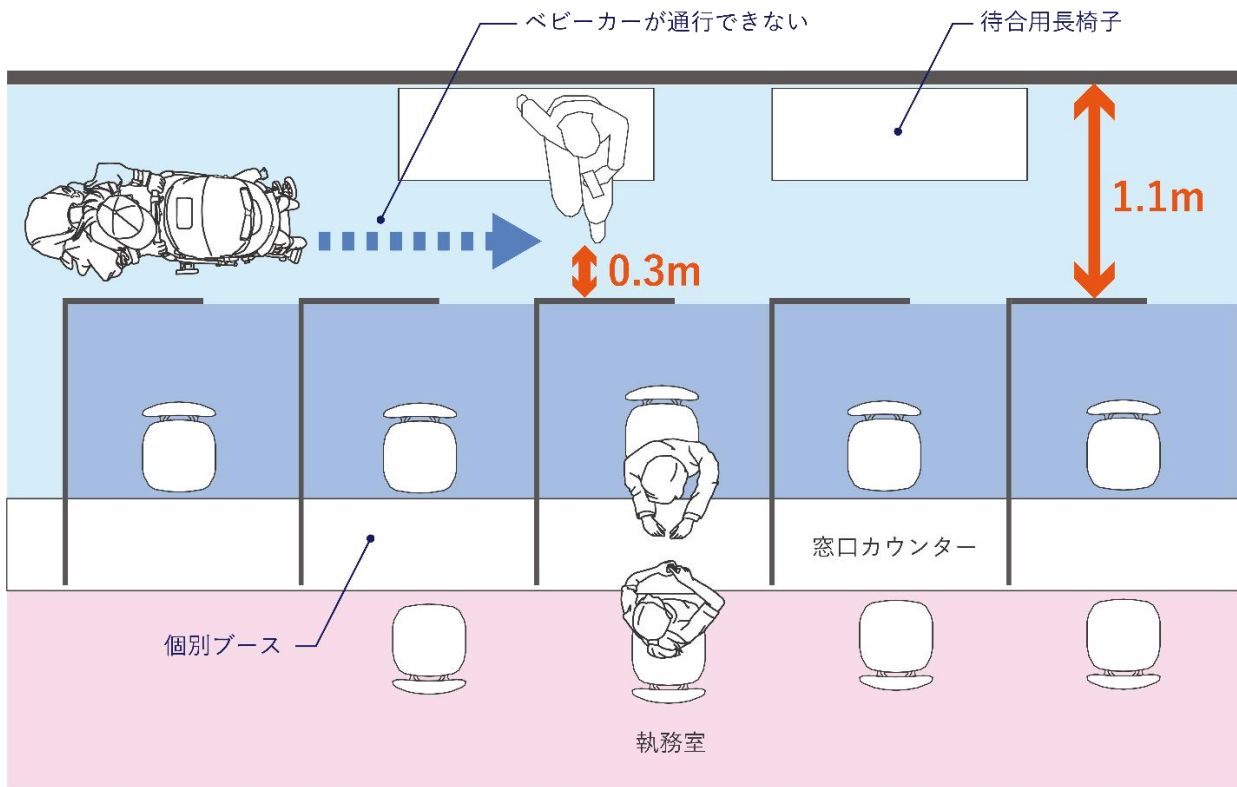 ベビーカーが通行できない
待合用長椅子
1.1m
0.3m
窓口カウンター
個別ブース
執務室